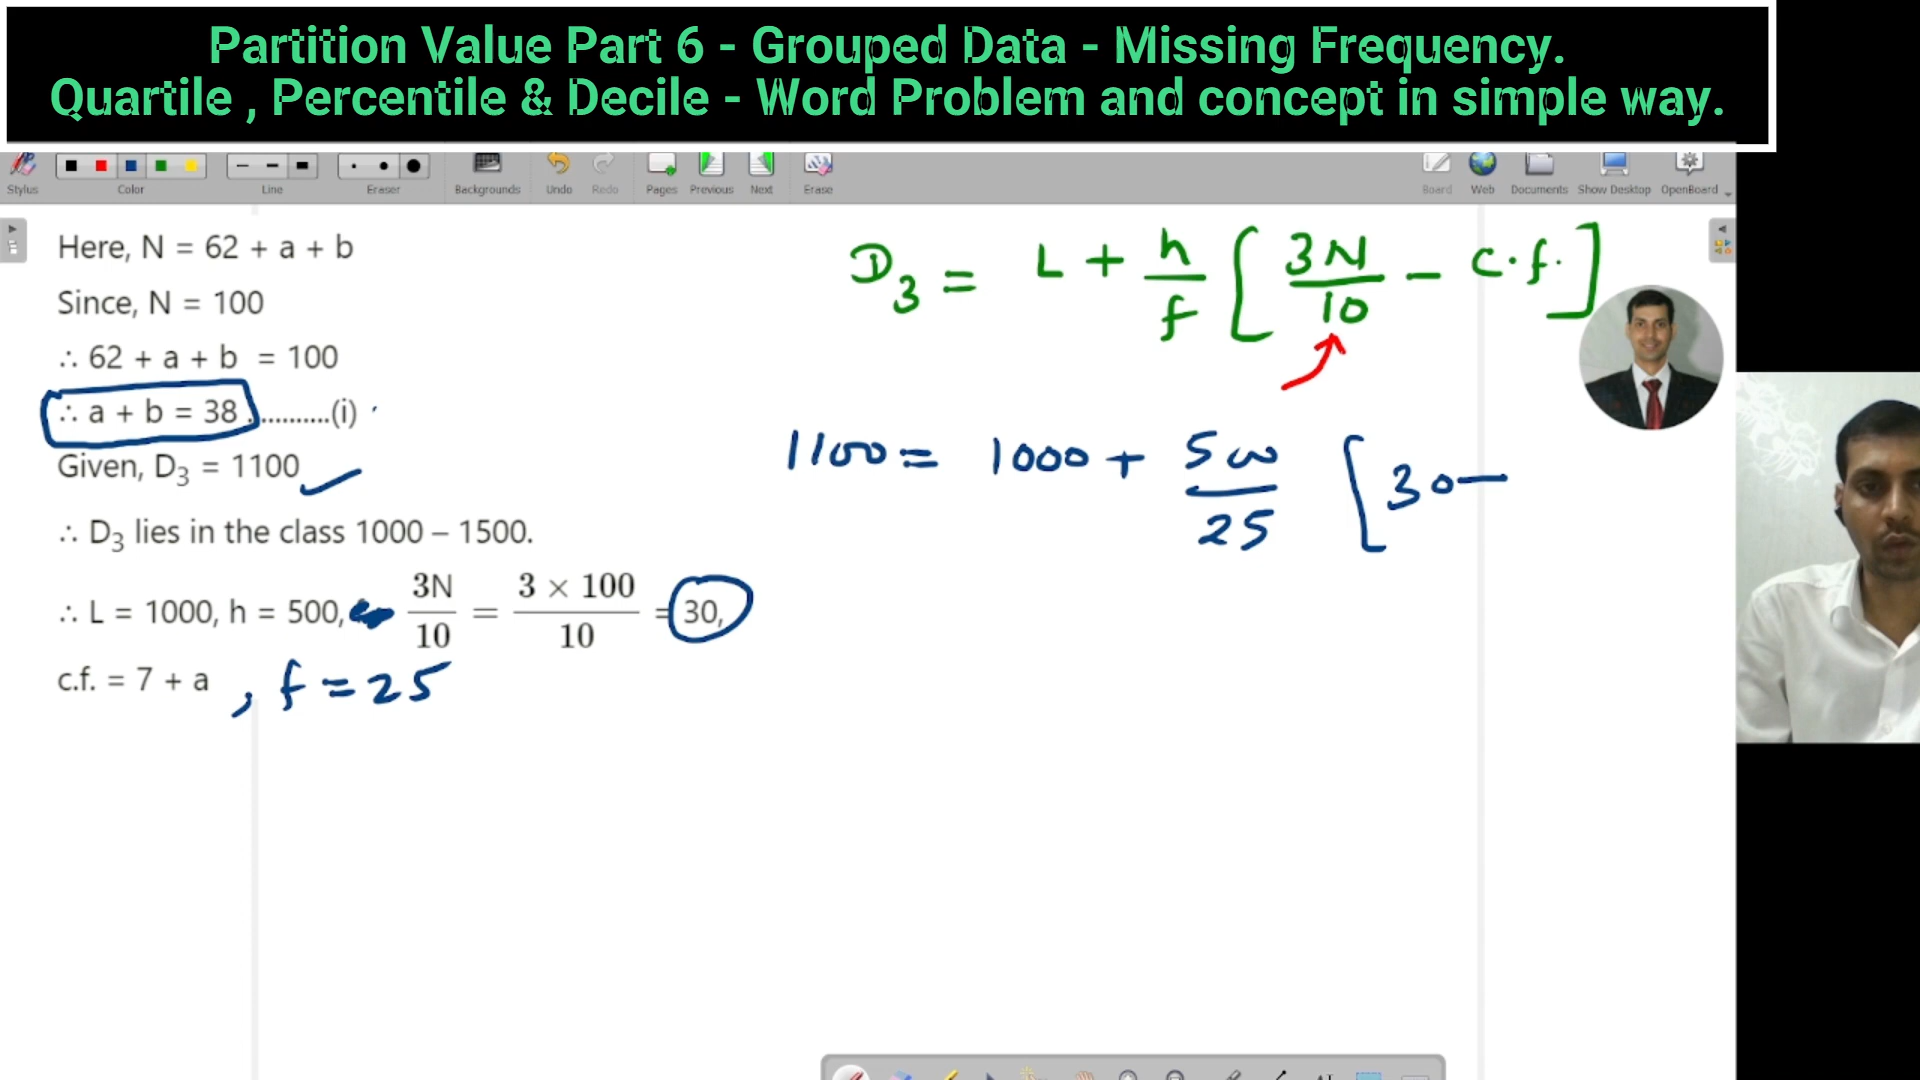 Partition Value Part 6 - Grouped Data - Missing Frequency.
Quartile , Percentile & Decile - Word Problem and concept in simple way.
Stylus Color Line Eraser Backgrounds Undo Redo Pages Previous Next Erase Board Web Documents Show Desktop OpenBoard
Here, N = 62 + a + b
Since, N = 100
∴ 62 + a + b = 100
∴ a + b = 38 ...........(i)
Given, D3 = 1100
∴ D3 lies in the class 1000 – 1500.
∴ L = 1000, h = 500, 3N/10 = 3 × 100/10 = 30,
c.f. = 7 + a , f = 25
D3 = L + h/f [ 3N/10 - c.f. ]
1100 = 1000 + 500/25 [ 30 -